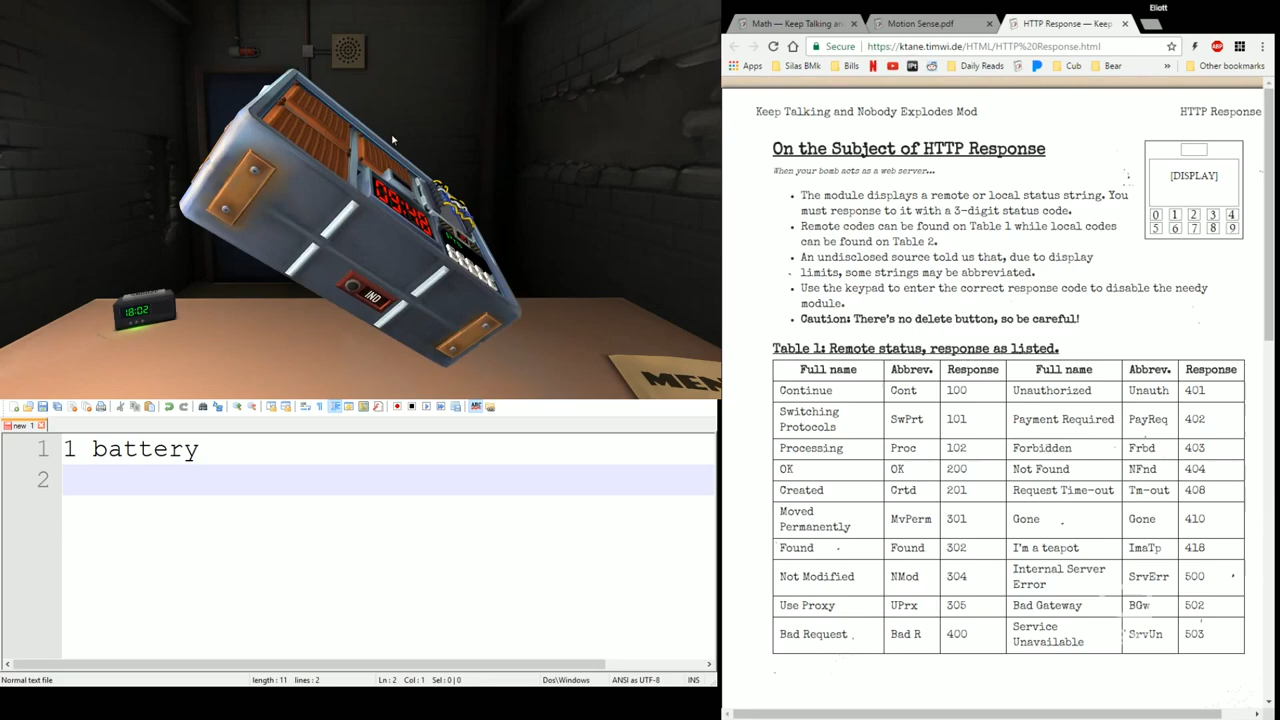 Eliott
Math — Keep Talking an
Motion Sense.pdf
HTTP Response — Keep
Secure
https://ktane.timwi.de/HTML/HTTP%20Response.html
Apps
Silas BMk
Bills
Daily Reads
Cub
Bear
»
Other bookmarks
Keep Talking and Nobody Explodes Mod
HTTP Response
On the Subject of HTTP Response
When your bomb acts as a web server...
• The module displays a remote or local status string. You
must response to it with a 3-digit status code.
• Remote codes can be found on Table 1 while local codes
can be found on Table 2.
• An undisclosed source told us that, due to display
limits, some strings may be abbreviated.
• Use the keypad to enter the correct response code to disable the needy
module.
• Caution: There's no delete button, so be careful!
[DISPLAY]
0 1 2 3 4
5 6 7 8 9
Table 1: Remote status, response as listed.
Full name Abbrev. Response Full name Abbrev. Response
Continue Cont 100 Unauthorized Unauth 401
Switching Protocols SwPrt 101 Payment Required PayReq 402
Processing Proc 102 Forbidden Frbd 403
OK OK 200 Not Found NFnd 404
Created Crtd 201 Request Time-out Tm-out 408
Moved Permanently MvPerm 301 Gone Gone 410
Found Found 302 I'm a teapot ImaTp 418
Not Modified NMod 304 Internal Server Error SrvErr 500
Use Proxy UPrx 305 Bad Gateway BGw 502
Bad Request Bad R 400 Service Unavailable SrvUn 503
18:02
IND
new 1
1 1 battery
2
Normal text file
length : 11 lines : 2
Ln : 2 Col : 1 Sel : 0 | 0
Dos\Windows
ANSI as UTF-8
INS